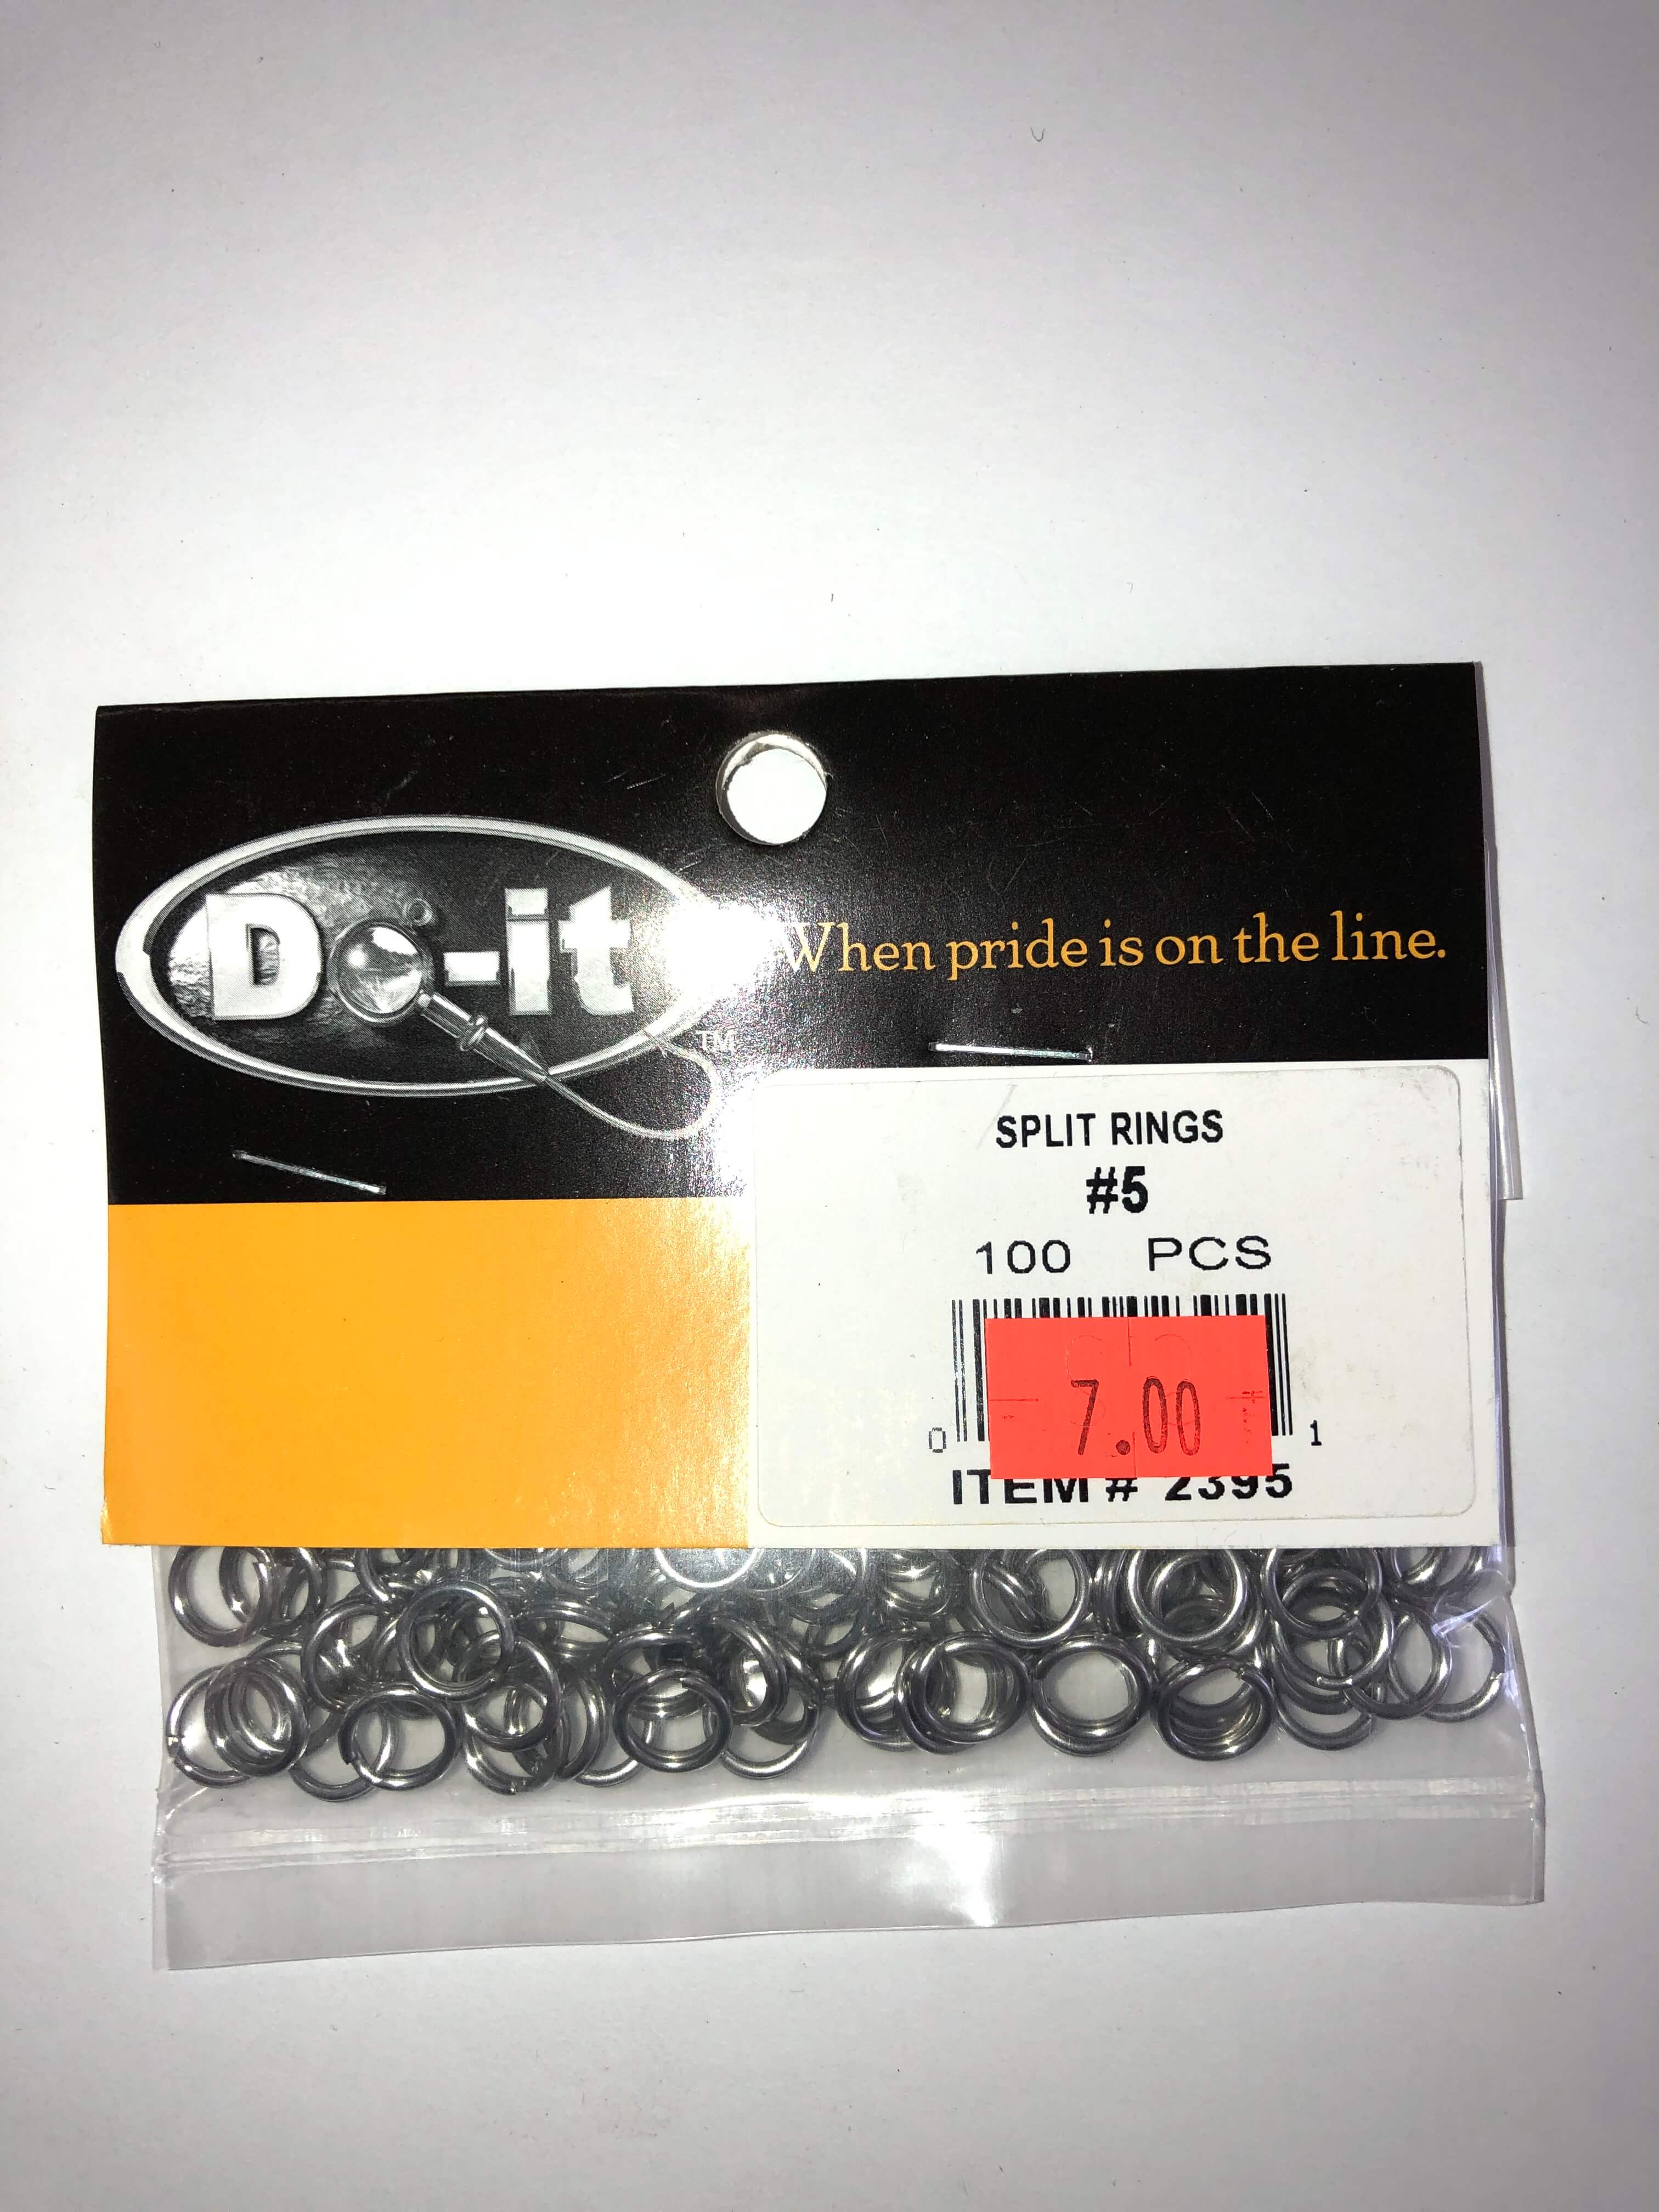 Do-it
TM
When pride is on the line.
SPLIT RINGS
#5
100 PCS
7.00
0 1
ITEM # 2395